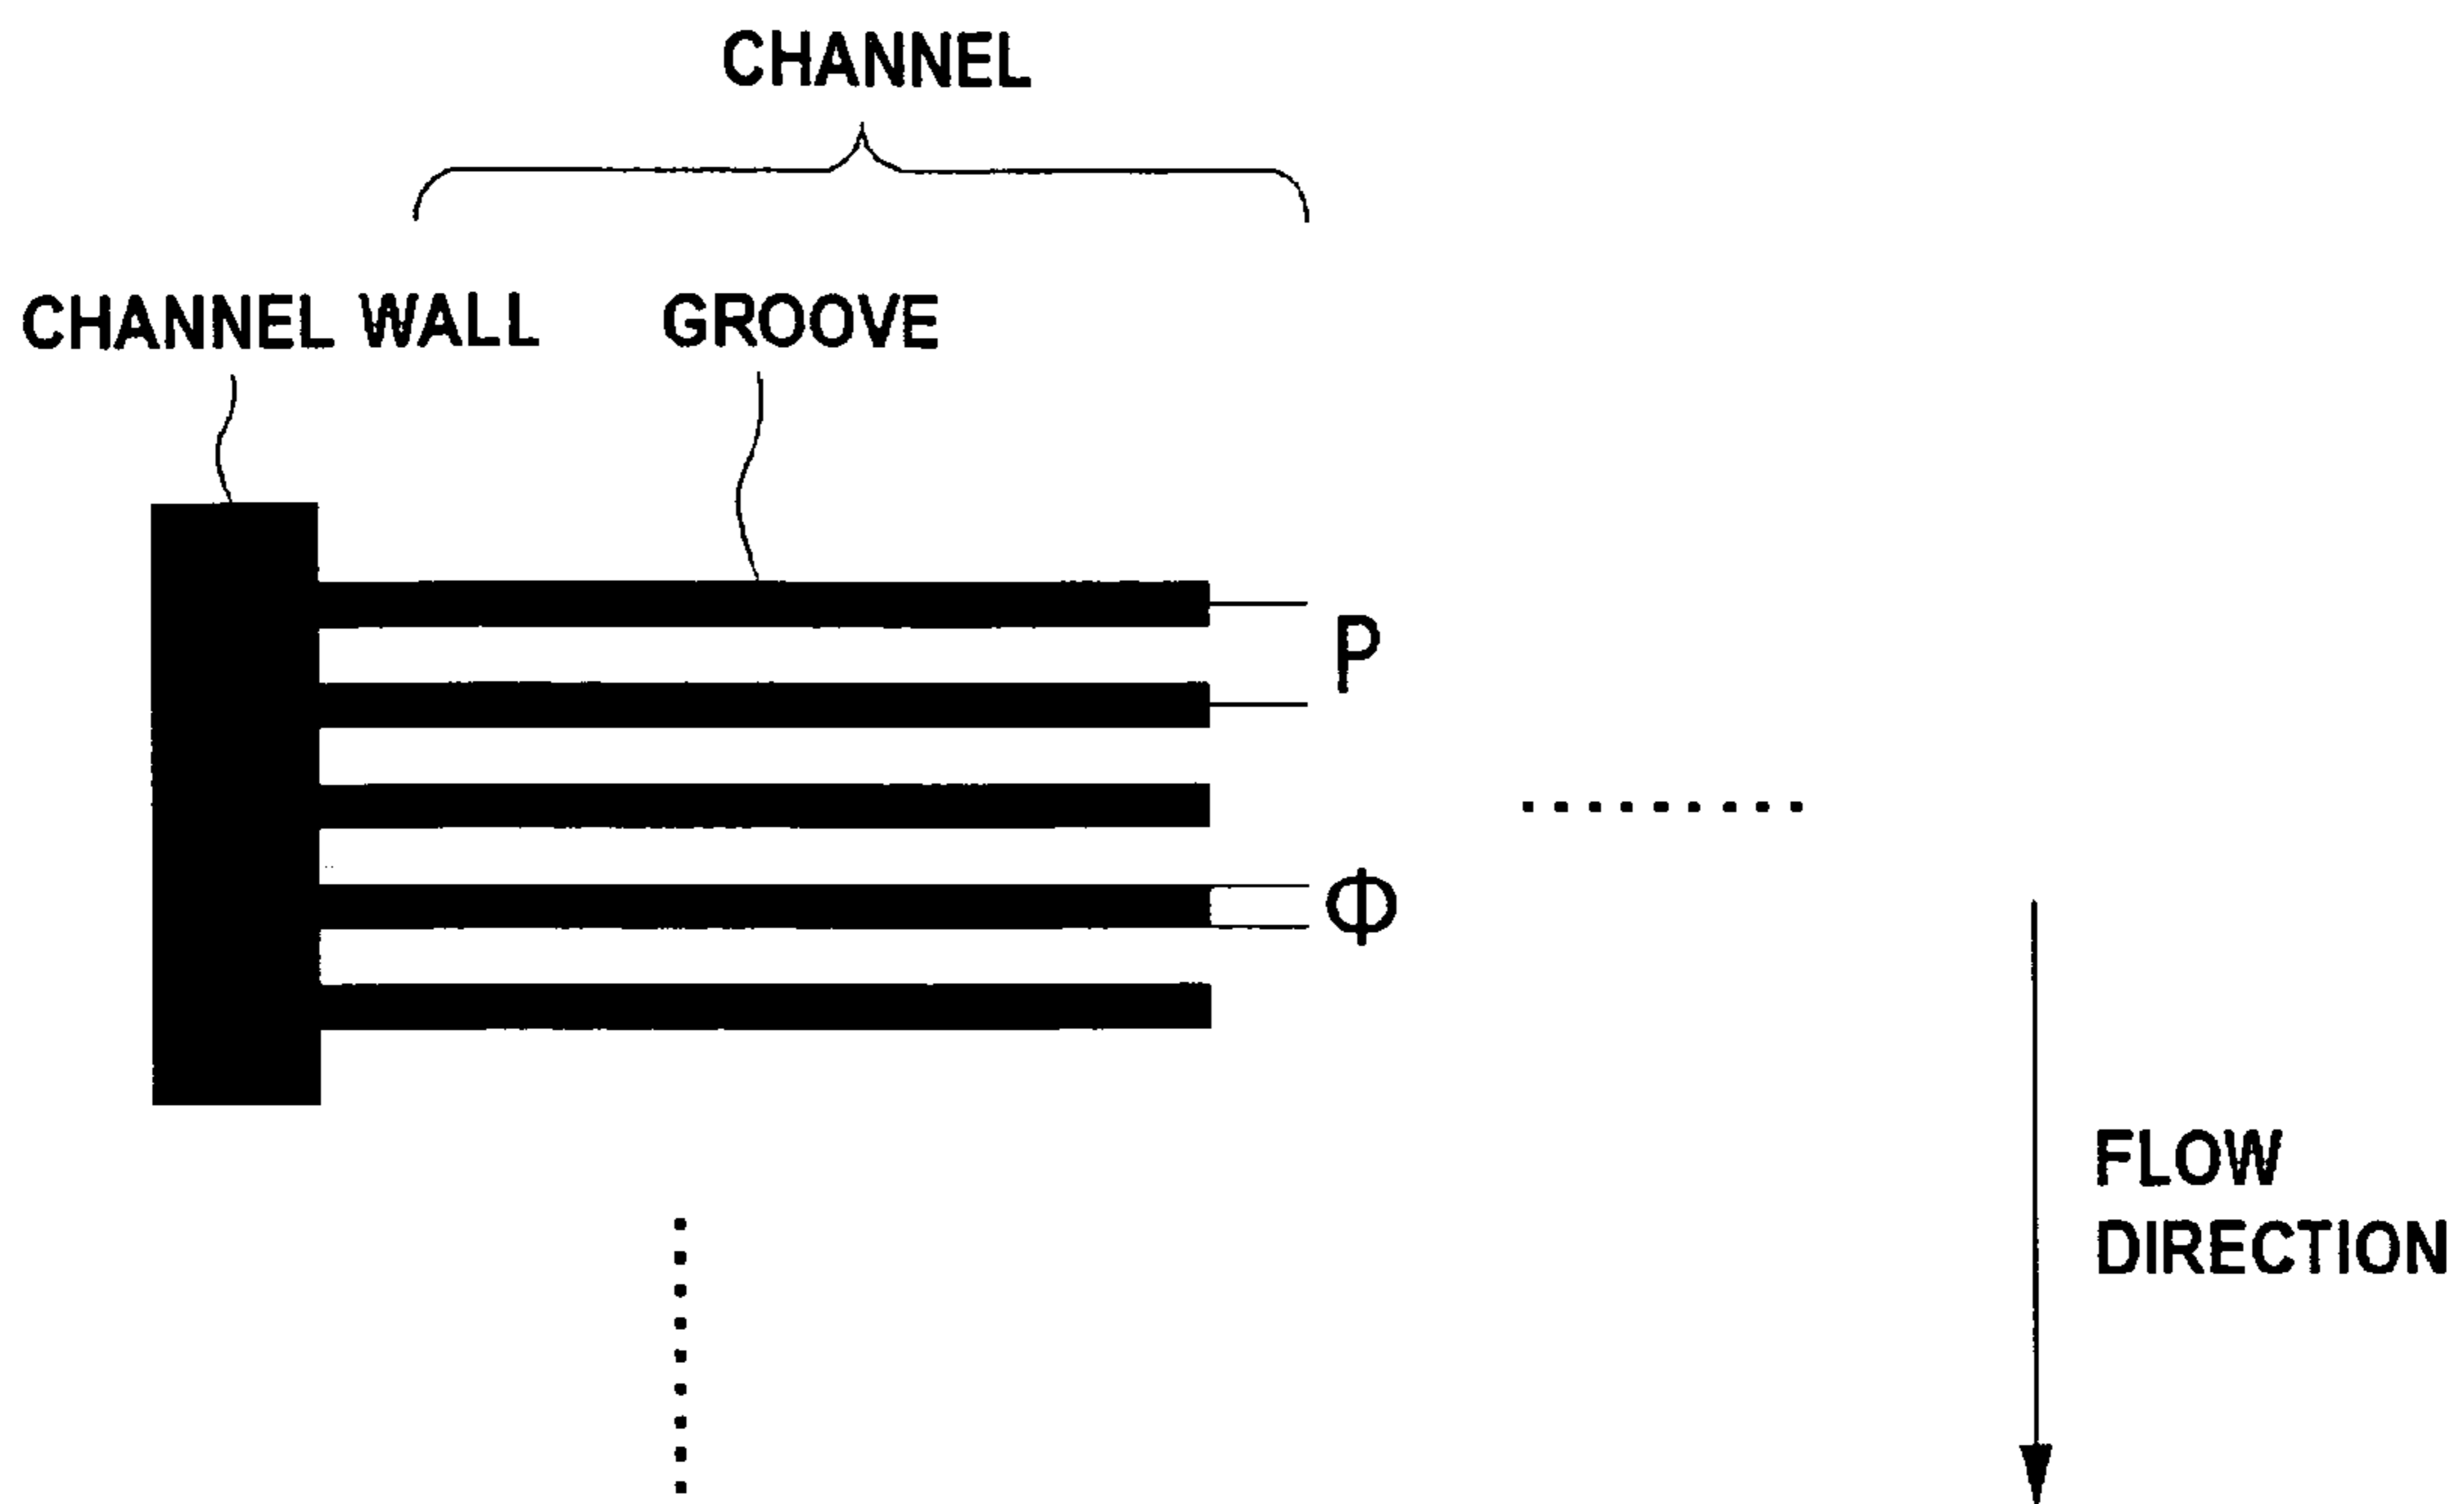 CHANNEL
CHANNEL WALL
GROOVE
P
Φ
FLOW
DIRECTION